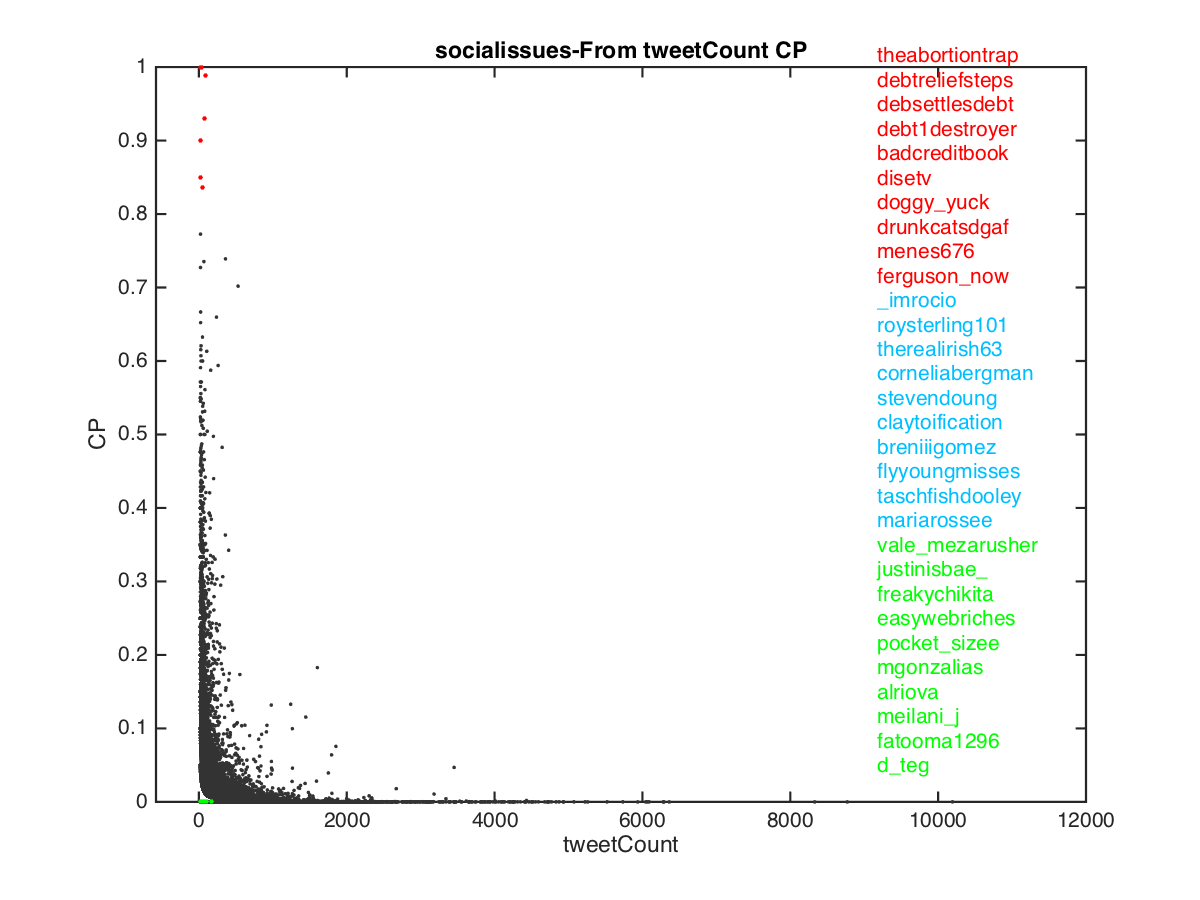 socialissues-From tweetCount CP
theabortiontrap
debtreliefsteps
debsettlesdebt
debt1destroyer
badcreditbook
disetv
doggy_yuck
drunkcatsdgaf
menes676
ferguson_now
_imrocio
roysterling101
therealirish63
corneliabergman
stevendoung
claytoification
breniiigomez
flyyoungmisses
taschfishdooley
mariarossee
vale_mezarusher
justinisbae_
freakychikita
easywebriches
pocket_sizee
mgonzalias
alriova
meilani_j
fatooma1296
d_teg
1
0.9
0.8
0.7
0.6
0.5
0.4
0.3
0.2
0.1
0
CP
0 2000 4000 6000 8000 10000 12000
tweetCount